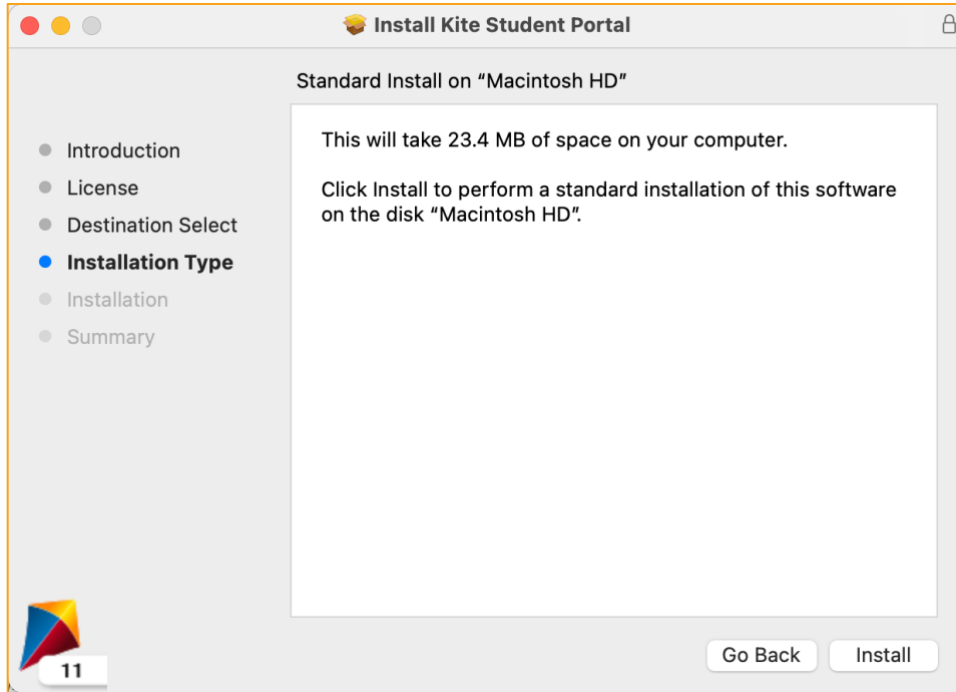 Install Kite Student Portal
Standard Install on “Macintosh HD”
Introduction
License
Destination Select
Installation Type
Installation
Summary
This will take 23.4 MB of space on your computer.
Click Install to perform a standard installation of this software
on the disk “Macintosh HD”.
11
Go Back
Install